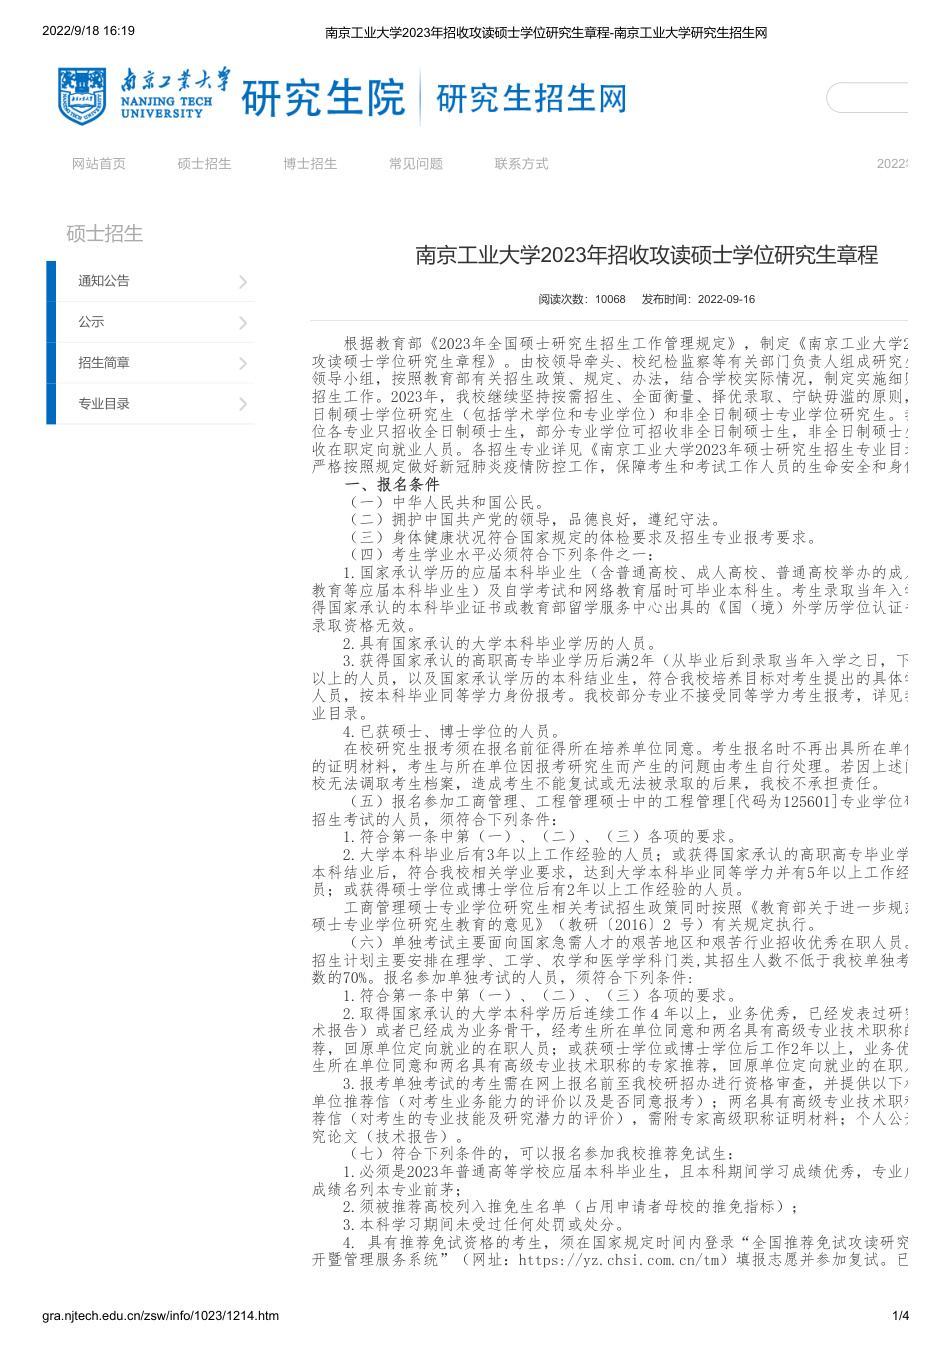 2022/9/18 16:19
南京工业大学2023年招收攻读硕士学位研究生章程-南京工业大学研究生招生网
南京工业大学
NANJING TECH
UNIVERSITY
研究生院
研究生招生网
网站首页
硕士招生
博士招生
常见问题
联系方式
2022
硕士招生
通知公告
公示
招生简章
专业目录
南京工业大学2023年招收攻读硕士学位研究生章程
阅读次数：10068 发布时间：2022-09-16
根据教育部《2023年全国硕士研究生招生工作管理规定》，制定《南京工业大学2
攻读硕士学位研究生章程》。由校领导牵头、校纪检监察等有关部门负责人组成研究
领导小组，按照教育部有关招生政策、规定、办法，结合学校实际情况，制定实施细
招生工作。2023年，我校继续坚持按需招生、全面衡量、择优录取、宁缺毋滥的原则，
日制硕士学位研究生（包括学术学位和专业学位）和非全日制硕士专业学位研究生。
位各专业只招收全日制硕士生，部分专业学位可招收非全日制硕士生，非全日制硕士
收在职定向就业人员。各招生专业详见《南京工业大学2023年硕士研究生招生专业目
严格按照规定做好新冠肺炎疫情防控工作，保障考生和考试工作人员的生命安全和身
一、报名条件
（一）中华人民共和国公民。
（二）拥护中国共产党的领导，品德良好，遵纪守法。
（三）身体健康状况符合国家规定的体检要求及招生专业报考要求。
（四）考生学业水平必须符合下列条件之一：
1.国家承认学历的应届本科毕业生（含普通高校、成人高校、普通高校举办的成
教育等应届本科毕业生）及自学考试和网络教育届时可毕业本科生。考生录取当年入
得国家承认的本科毕业证书或教育部留学服务中心出具的《国（境）外学历学位认证
录取资格无效。
2.具有国家承认的大学本科毕业学历的人员。
3.获得国家承认的高职高专毕业学历后满2年（从毕业后到录取当年入学之日，下
以上的人员，以及国家承认学历的本科结业生，符合我校培养目标对考生提出的具体
人员，按本科毕业同等学力身份报考。我校部分专业不接受同等学力考生报考，详见
业目录。
4.已获硕士、博士学位的人员。
在校研究生报考须在报名前征得所在培养单位同意。考生报名时不再出具所在单
的证明材料，考生与所在单位因报考研究生而产生的问题由考生自行处理。若因上述
校无法调取考生档案，造成考生不能复试或无法被录取的后果，我校不承担责任。
（五）报名参加工商管理、工程管理硕士中的工程管理[代码为125601]专业学位
招生考试的人员，须符合下列条件：
1.符合第一条中第（一） 、（二）、（三）各项的要求。
2.大学本科毕业后有3年以上工作经验的人员；或获得国家承认的高职高专毕业学
本科结业后，符合我校相关学业要求，达到大学本科毕业同等学力并有5年以上工作经
员；或获得硕士学位或博士学位后有2年以上工作经验的人员。
工商管理硕士专业学位研究生相关考试招生政策同时按照《教育部关于进一步规
硕士专业学位研究生教育的意见》（教研〔2016〕2 号）有关规定执行。
（六）单独考试主要面向国家急需人才的艰苦地区和艰苦行业招收优秀在职人员。
招生计划主要安排在理学、工学、农学和医学学科门类,其招生人数不低于我校单独考
数的70%。报名参加单独考试的人员，须符合下列条件：
1.符合第一条中第（一）、（二）、（三）各项的要求。
2.取得国家承认的大学本科学历后连续工作 4 年以上，业务优秀，已经发表过研
术报告）或者已经成为业务骨干，经考生所在单位同意和两名具有高级专业技术职称
荐，回原单位定向就业的在职人员；或获硕士学位或博士学位后工作2年以上，业务优
生所在单位同意和两名具有高级专业技术职称的专家推荐，回原单位定向就业的在职
3.报考单独考试的考生需在网上报名前至我校研招办进行资格审查，并提供以下
单位推荐信（对考生业务能力的评价以及是否同意报考）；两名具有高级专业技术职
荐信（对考生的专业技能及研究潜力的评价），需附专家高级职称证明材料；个人公
究论文（技术报告）。
（七）符合下列条件的，可以报名参加我校推荐免试生：
1.必须是2023年普通高等学校应届本科毕业生，且本科期间学习成绩优秀，专业
成绩名列本专业前茅；
2.须被推荐高校列入推免生名单（占用申请者母校的推免指标）；
3.本科学习期间未受过任何处罚或处分。
4. 具有推荐免试资格的考生，须在国家规定时间内登录“全国推荐免试攻读研究
开暨管理服务系统”（网址：https://yz.chsi.com.cn/tm）填报志愿并参加复试。已
gra.njtech.edu.cn/zsw/info/1023/1214.htm
1/4